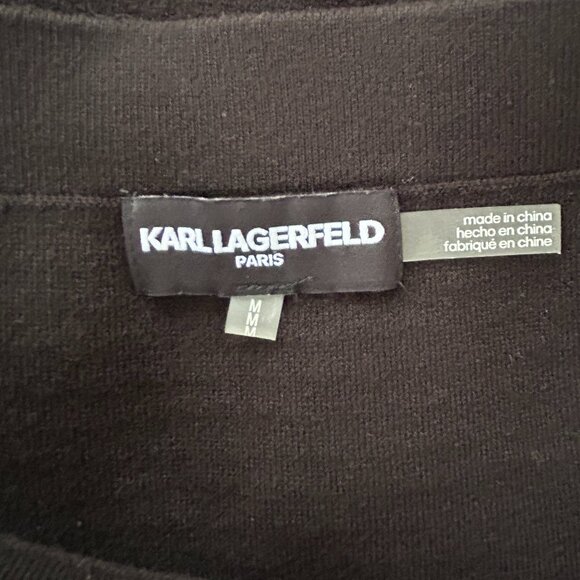 KARL LAGERFELD
PARIS
made in china
hecho en china
fabriqué en chine
M
M
M